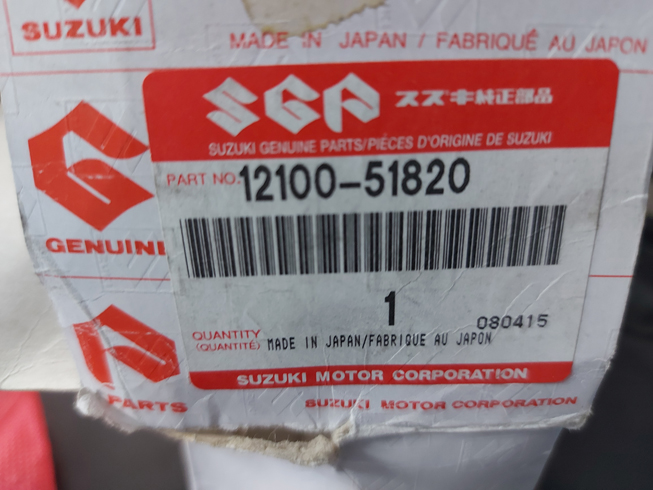 SUZUKI
MADE IN JAPAN / FABRIQUÉ AU JAPON
SGP スズキ純正部品
SUZUKI GENUINE PARTS/PIÈCES D'ORIGINE DE SUZUKI
PART NO. 12100-51820
GENUIN
1
080415
QUANTITY
(QUANTITÉ)
MADE IN JAPAN/FABRIQUE AU JAPON
SUZUKI MOTOR CORPORATION
PARTS
SUZUKI MOTOR CORPORATION